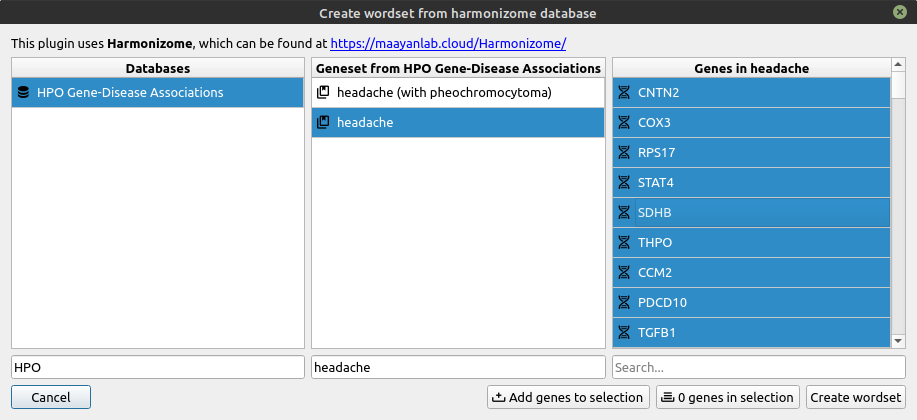 Create wordset from harmonizome database
This plugin uses Harmonizome, which can be found at https://maayanlab.cloud/Harmonizome/
Databases
HPO Gene-Disease Associations
Geneset from HPO Gene-Disease Associations
headache (with pheochromocytoma)
headache
Genes in headache
CNTN2
COX3
RPS17
STAT4
SDHB
THPO
CCM2
PDCD10
TGFB1
HPO
headache
Search...
Cancel
Add genes to selection
0 genes in selection
Create wordset